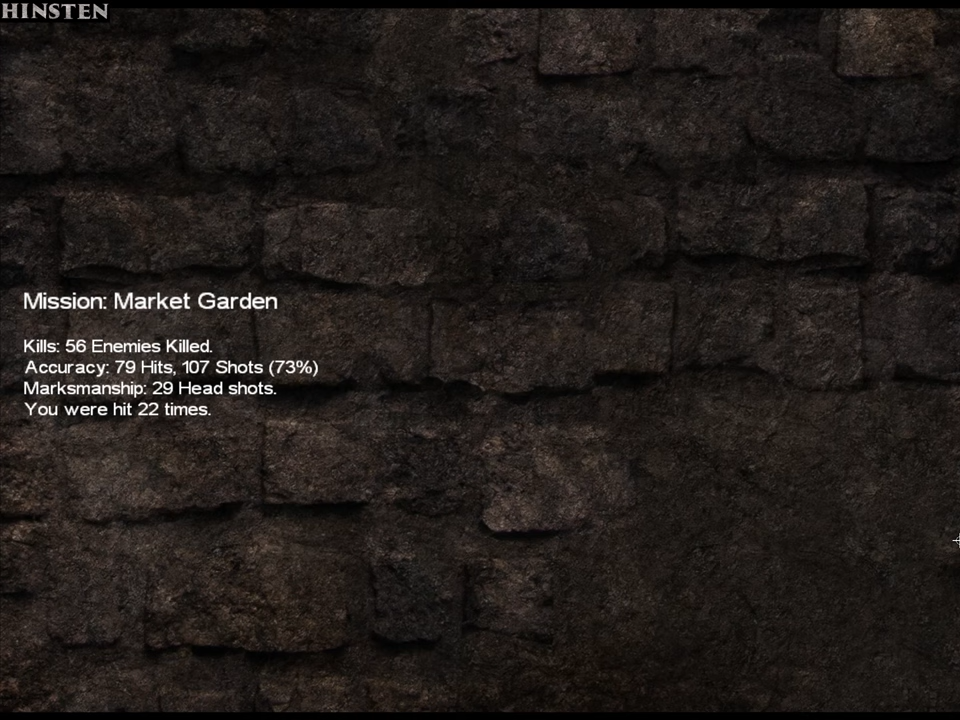 HINSTEN
Mission: Market Garden
Kills: 56 Enemies Killed.
Accuracy: 79 Hits, 107 Shots (73%)
Marksmanship: 29 Head shots.
You were hit 22 times.